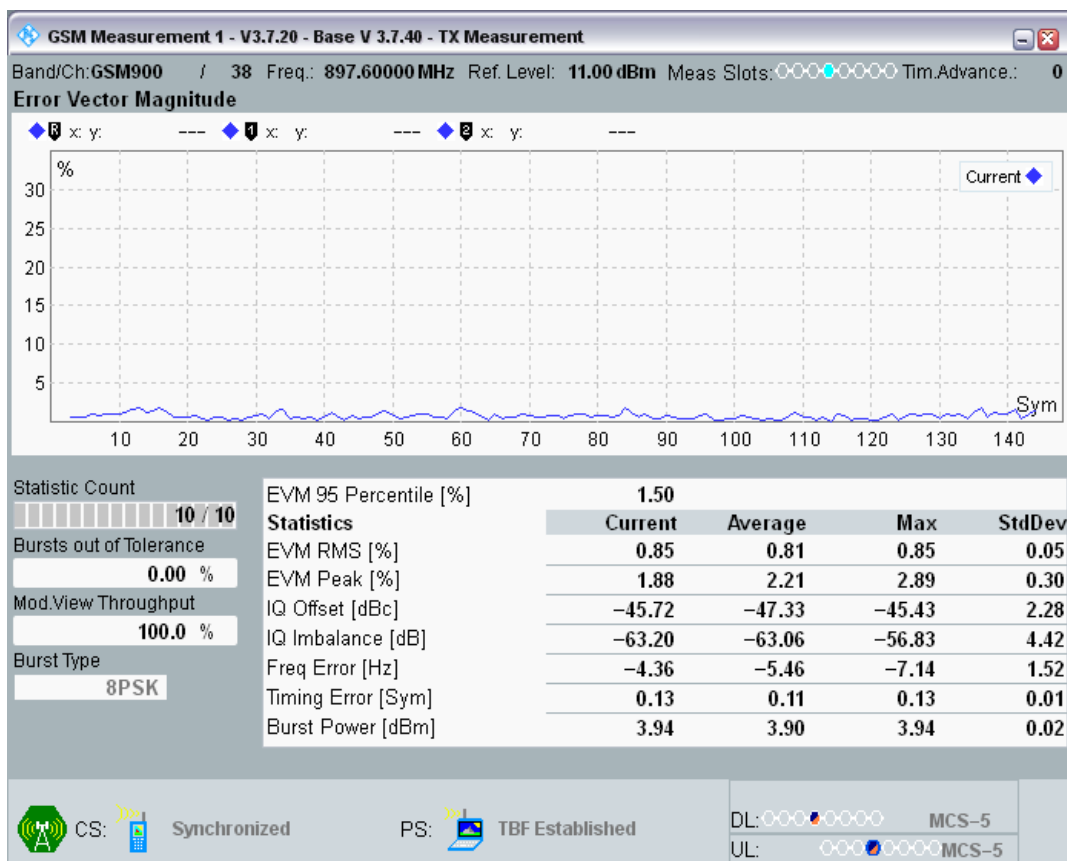 GSM Measurement 1 - V3.7.20 - Base V 3.7.40 - TX Measurement
Band/Ch:GSM900 / 38 Freq.: 897.60000 MHz Ref. Level: 11.00 dBm Meas Slots: Tim.Advance.: 0
Error Vector Magnitude
R x: y: --- 1 x: y: --- 2 x: y: ---
%
Current
30
25
20
15
10
5
Sym
10 20 30 40 50 60 70 80 90 100 110 120 130 140
Statistic Count
10 / 10
Bursts out of Tolerance
0.00 %
Mod.View Throughput
100.0 %
Burst Type
8PSK
EVM 95 Percentile [%] 1.50
Statistics Current Average Max StdDev
EVM RMS [%] 0.85 0.81 0.85 0.05
EVM Peak [%] 1.88 2.21 2.89 0.30
IQ Offset [dBc] −45.72 −47.33 −45.43 2.28
IQ Imbalance [dB] −63.20 −63.06 −56.83 4.42
Freq Error [Hz] −4.36 −5.46 −7.14 1.52
Timing Error [Sym] 0.13 0.11 0.13 0.01
Burst Power [dBm] 3.94 3.90 3.94 0.02
CS: Synchronized PS: TBF Established
DL: MCS−5
UL: MCS−5